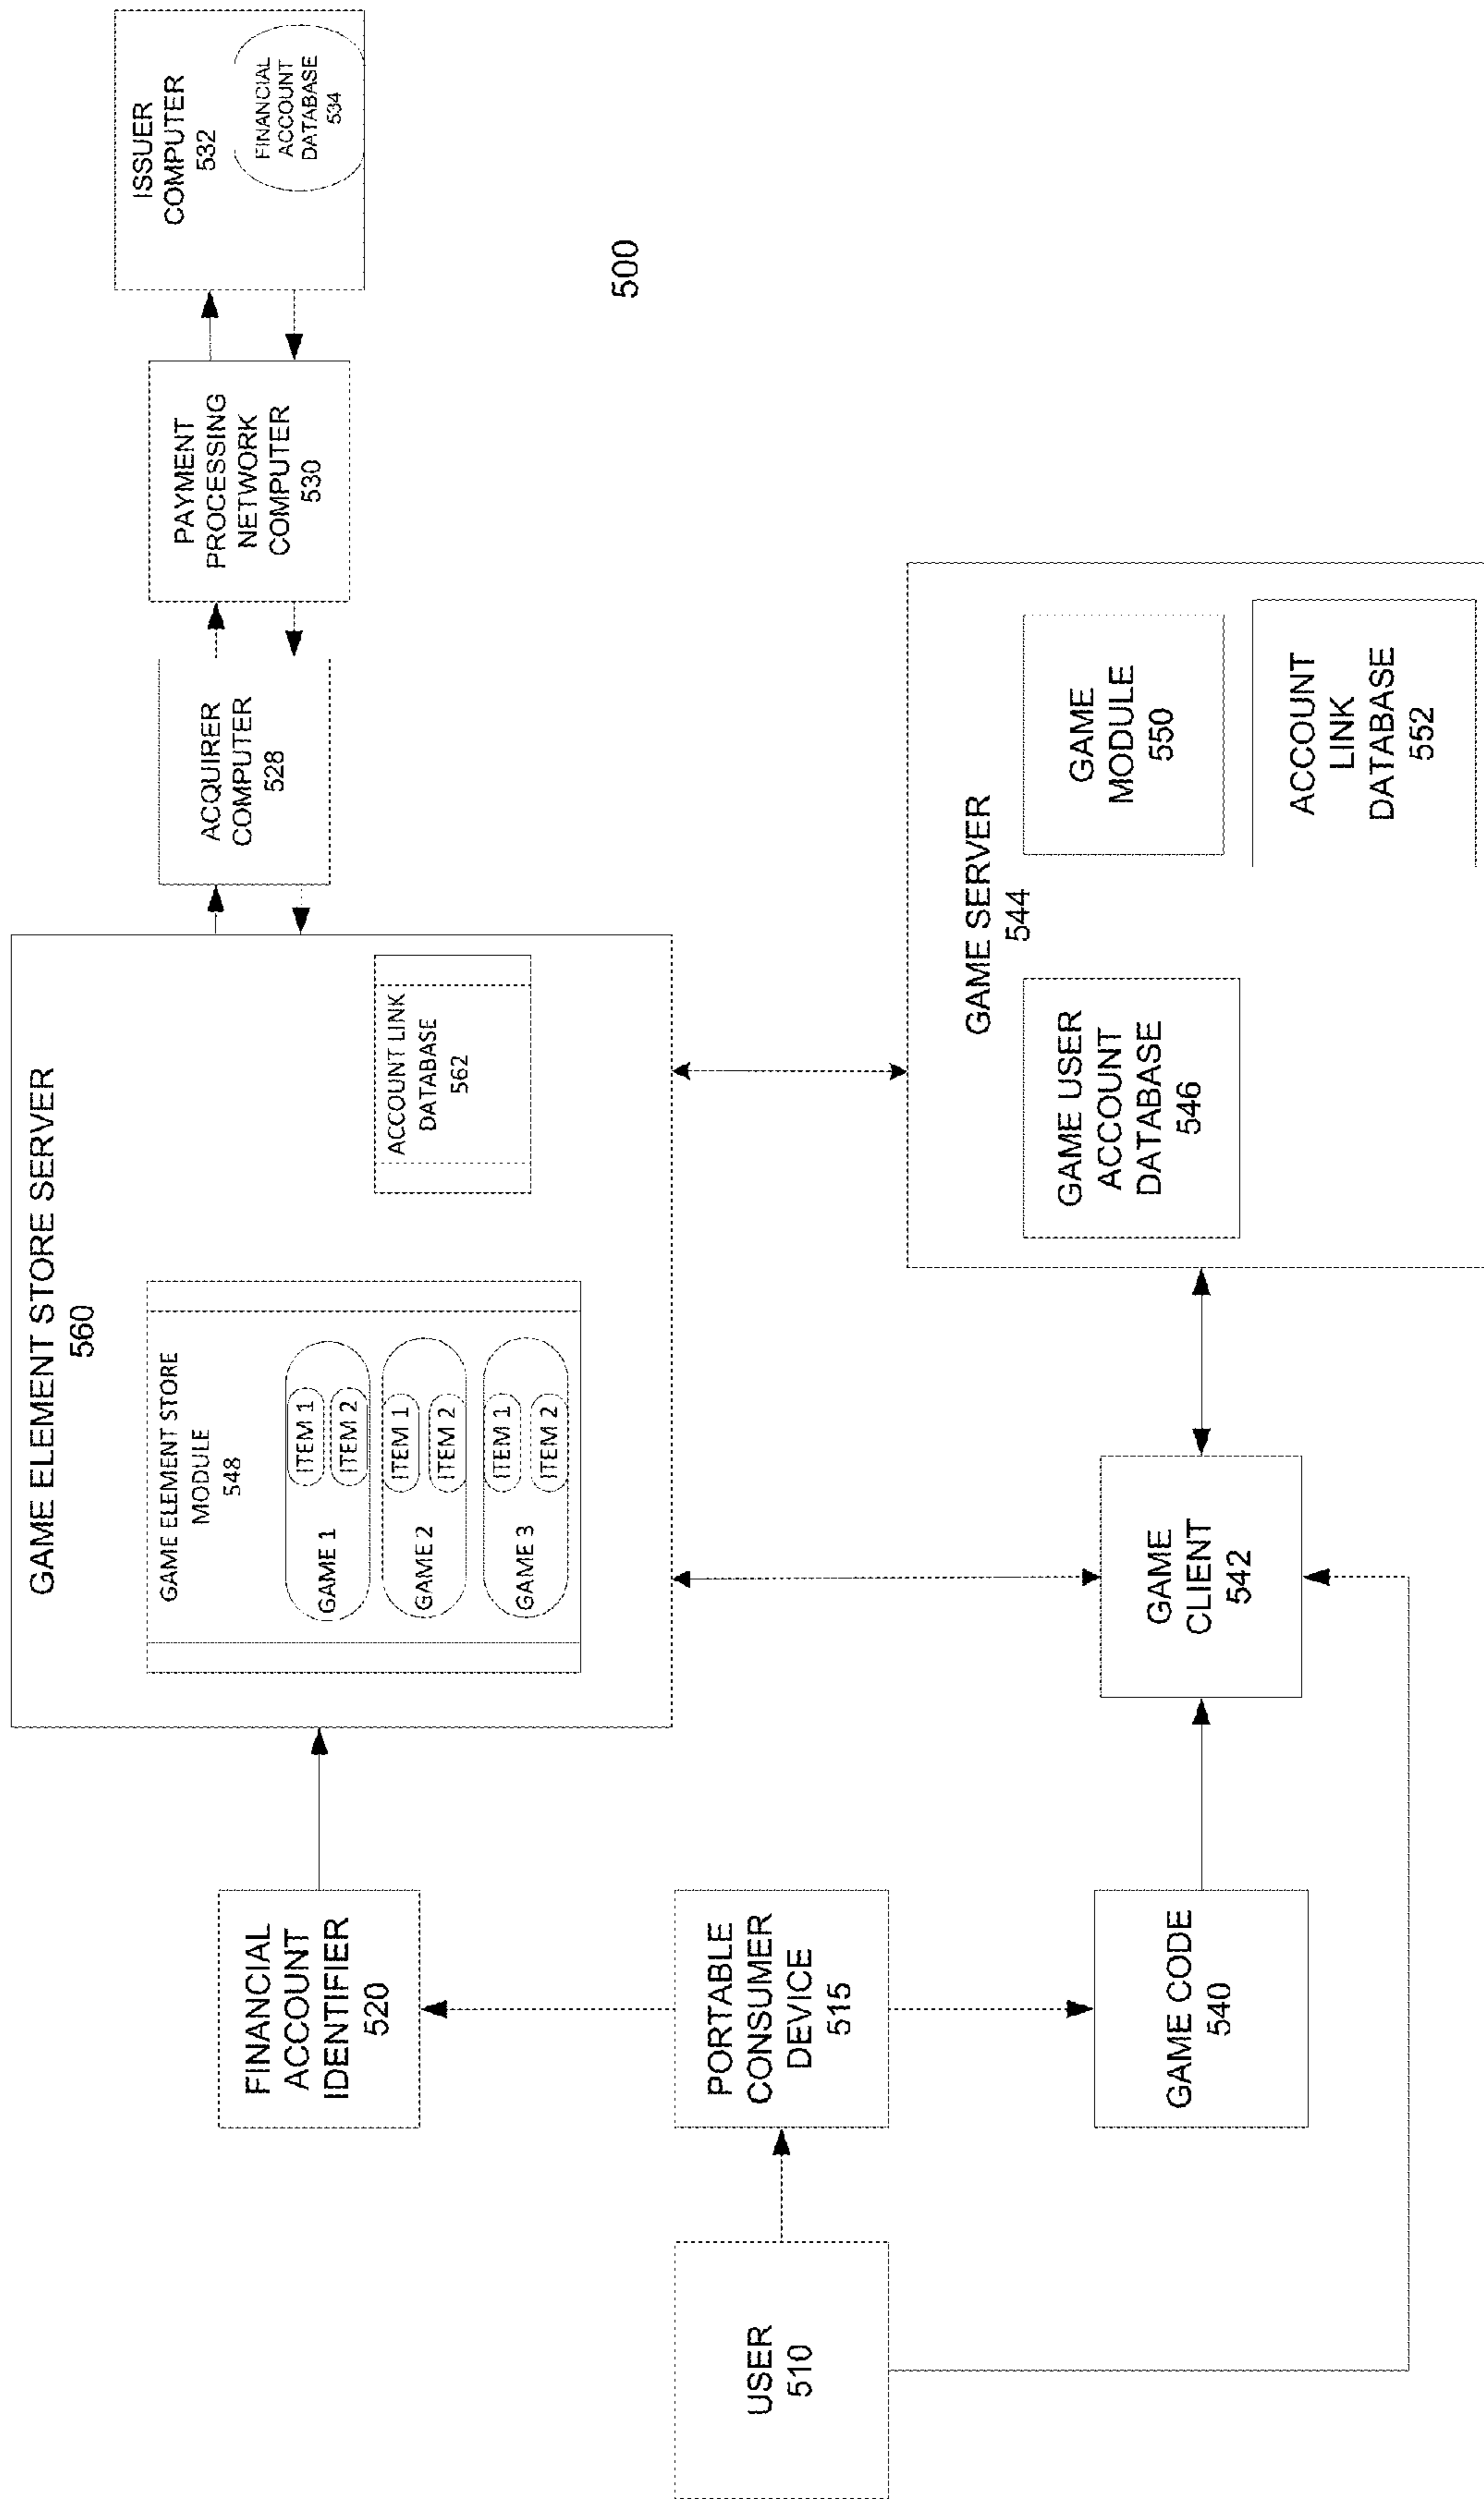 GAME ELEMENT STORE SERVER
560
GAME ELEMENT STORE
MODULE
548
GAME 1
ITEM 1
ITEM 2
GAME 2
ITEM 1
ITEM 2
GAME 3
ITEM 1
ITEM 2
ACCOUNT LINK
DATABASE
562
ACQUIRER
COMPUTER
528
PAYMENT
PROCESSING
NETWORK
COMPUTER
530
ISSUER
COMPUTER
532
FINANCIAL
ACCOUNT
DATABASE
534
500
FINANCIAL
ACCOUNT
IDENTIFIER
520
USER
510
PORTABLE
CONSUMER
DEVICE
515
GAME CODE
540
GAME
CLIENT
542
GAME SERVER
544
GAME USER
ACCOUNT
DATABASE
546
GAME
MODULE
550
ACCOUNT
LINK
DATABASE
552